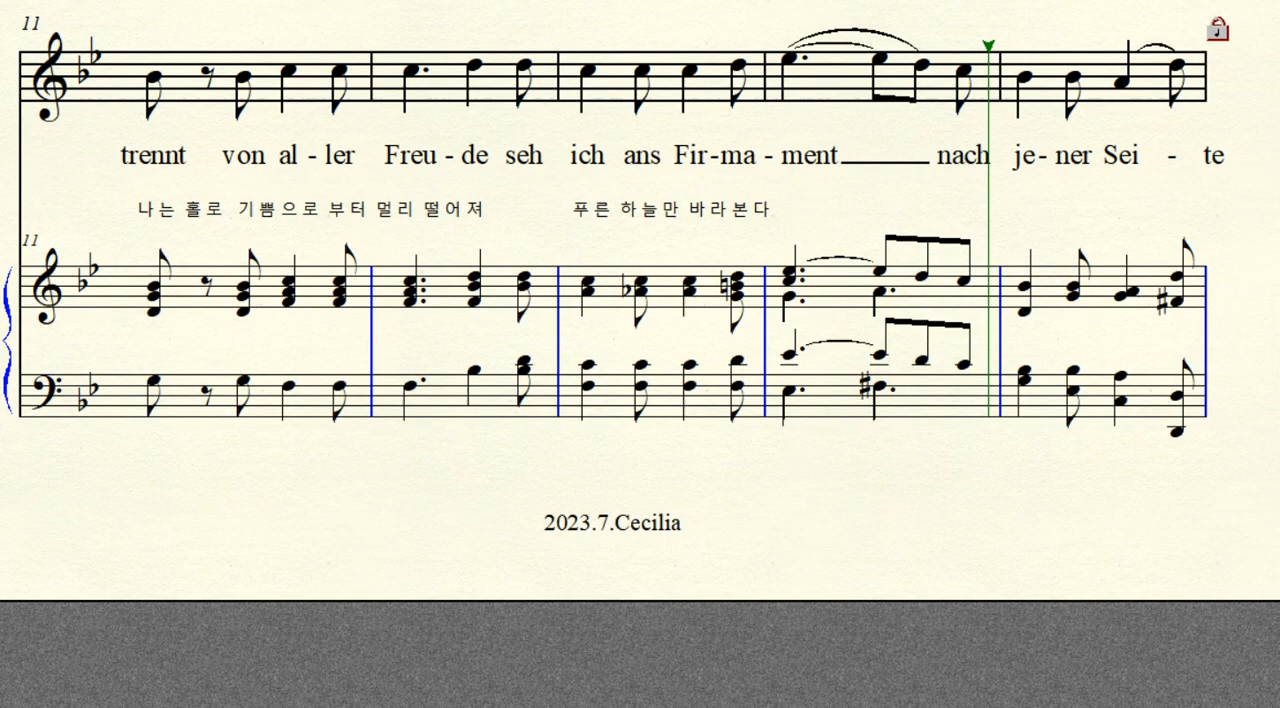 11
trennt von al - ler Freu - de seh ich ans Fir-ma - ment______ nach je- ner Sei - te
나는 홀로 기쁨으로 부터 멀리 떨어져 푸른 하늘만 바라본다
11
2023.7.Cecilia